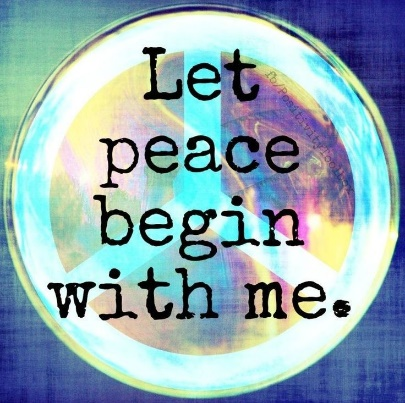 Let
peace
begin
with me.